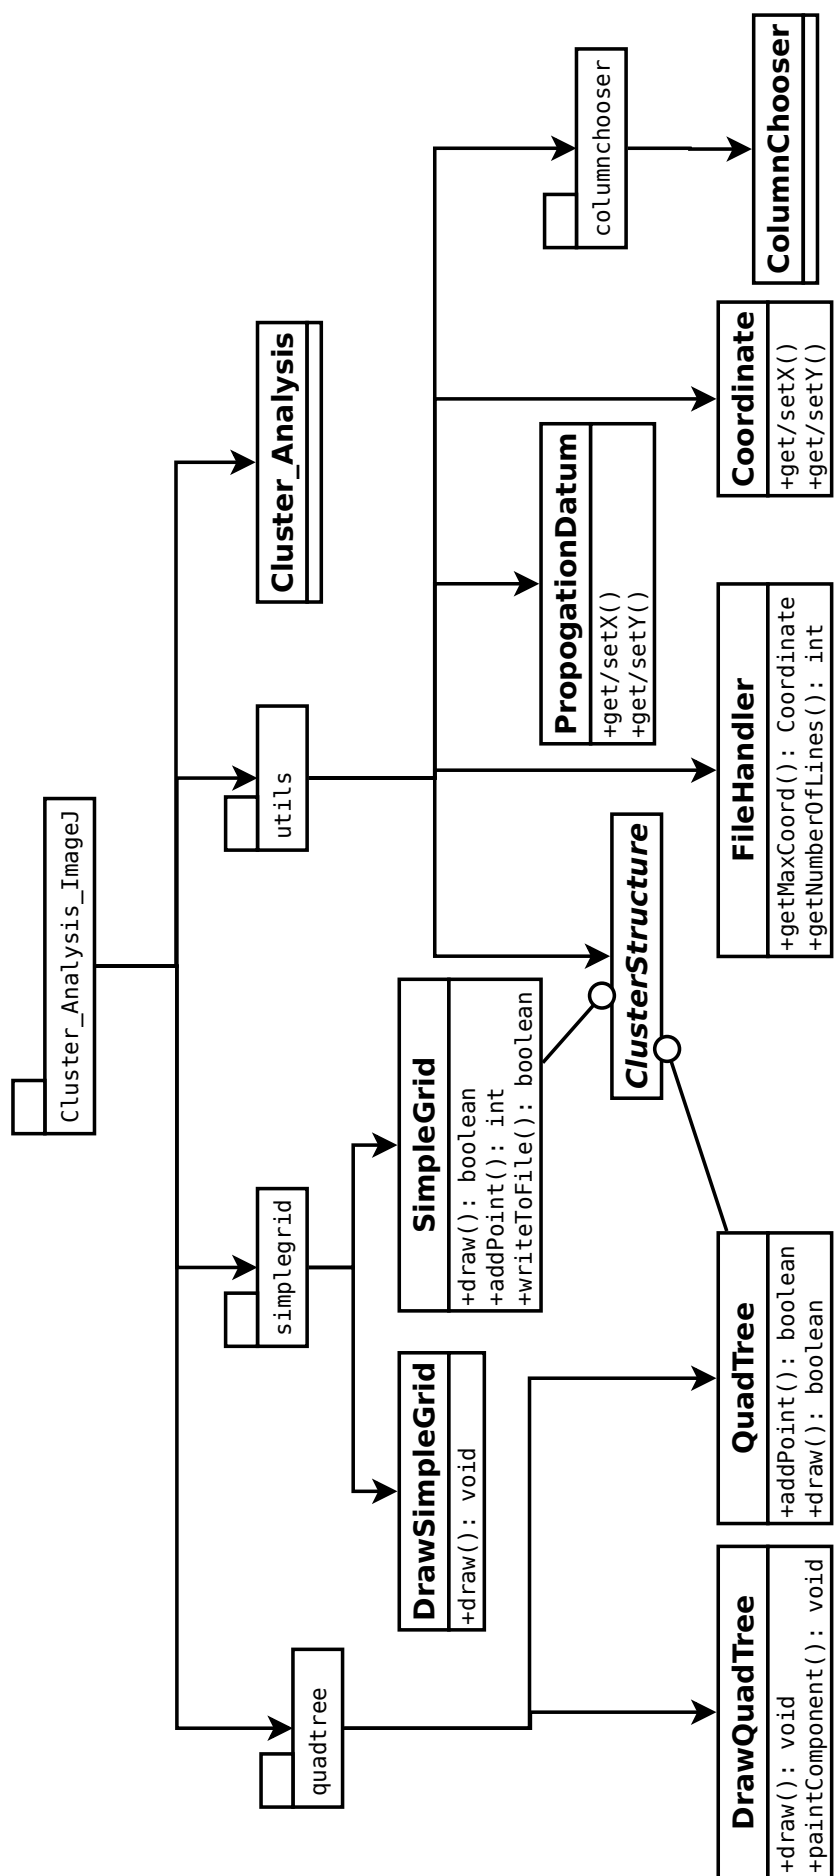 Cluster_Analysis_ImageJ
quadtree
simplegrid
utils
Cluster_Analysis
DrawSimpleGrid
+draw(): void
SimpleGrid
+draw(): boolean
+addPoint(): int
+writeToFile(): boolean
PropogationDatum
+get/setX()
+get/setY()
columnchooser
ClusterStructure
DrawQuadTree
+draw(): void
+paintComponent(): void
QuadTree
+addPoint(): boolean
+draw(): boolean
FileHandler
+getMaxCoord(): Coordinate
+getNumberOfLines(): int
Coordinate
+get/setX()
+get/setY()
ColumnChooser